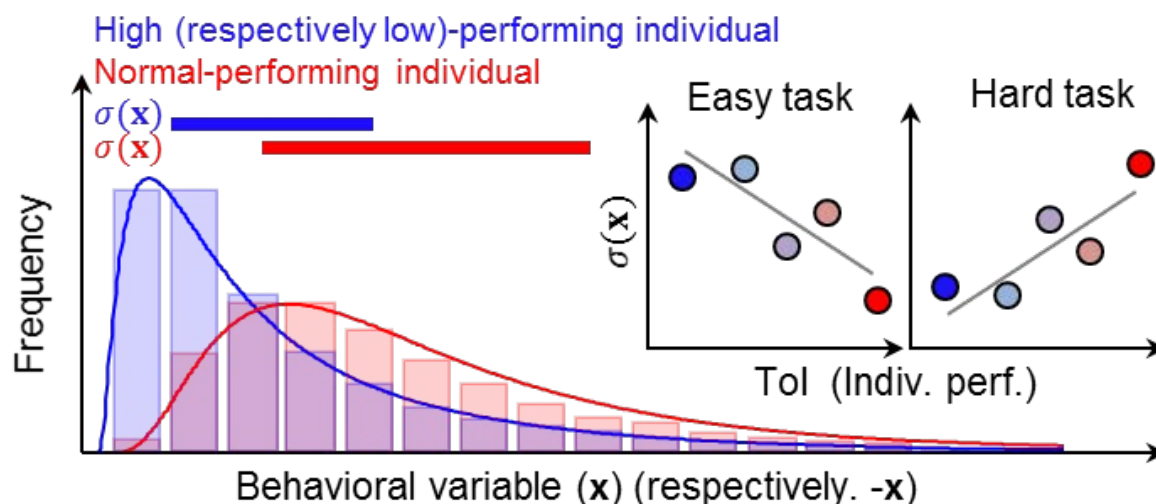 High (respectively low)-performing individual
Normal-performing individual
σ(x)
σ(x)
Frequency
Behavioral variable (x) (respectively. -x)
Easy task
Hard task
σ(x)
ToI (Indiv. perf.)